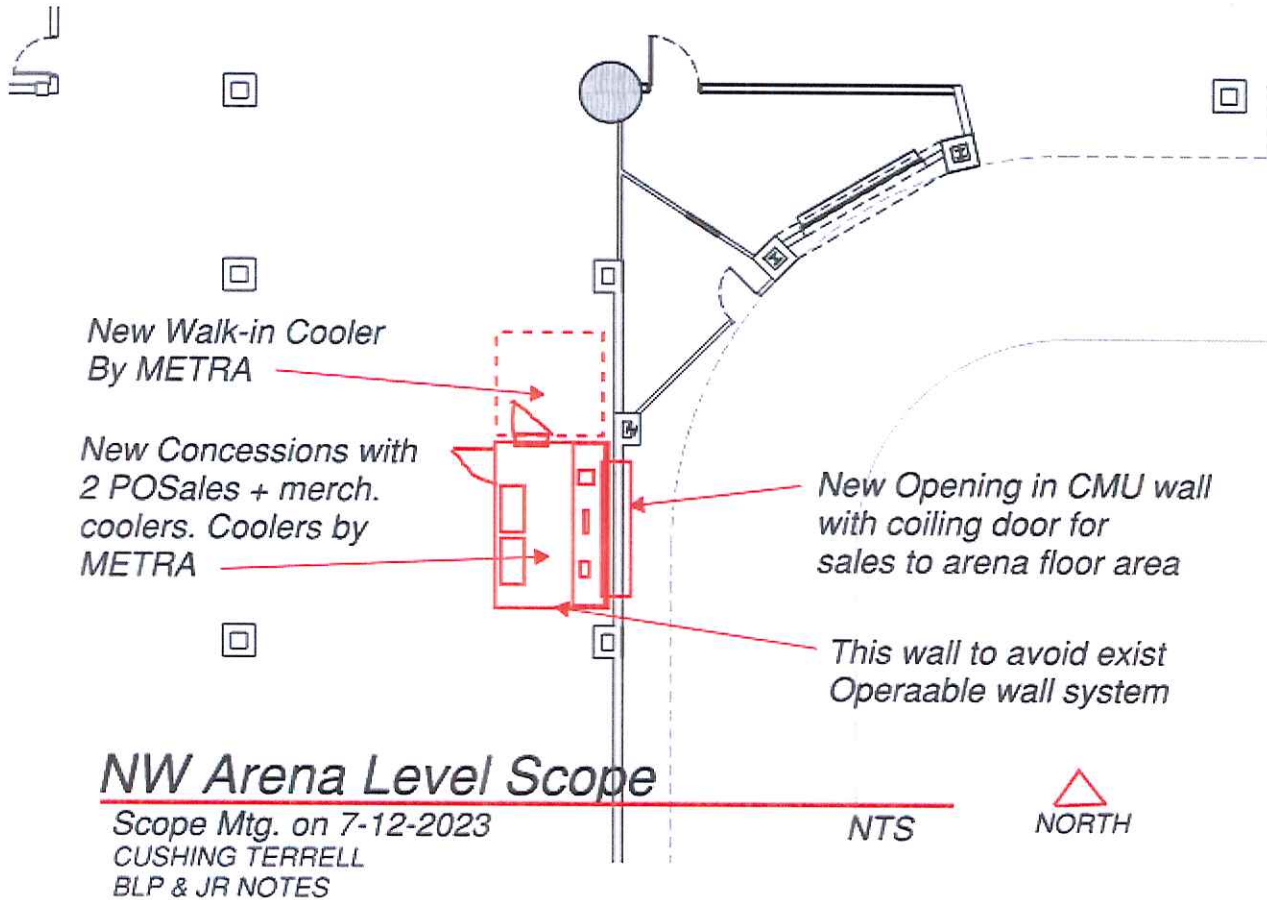 New Walk-in Cooler
By METRA
New Concessions with
2 POSales + merch.
coolers. Coolers by
METRA
New Opening in CMU wall
with coiling door for
sales to arena floor area
This wall to avoid exist
Operaable wall system
NW Arena Level Scope
Scope Mtg. on 7-12-2023
CUSHING TERRELL
BLP & JR NOTES
NTS
NORTH